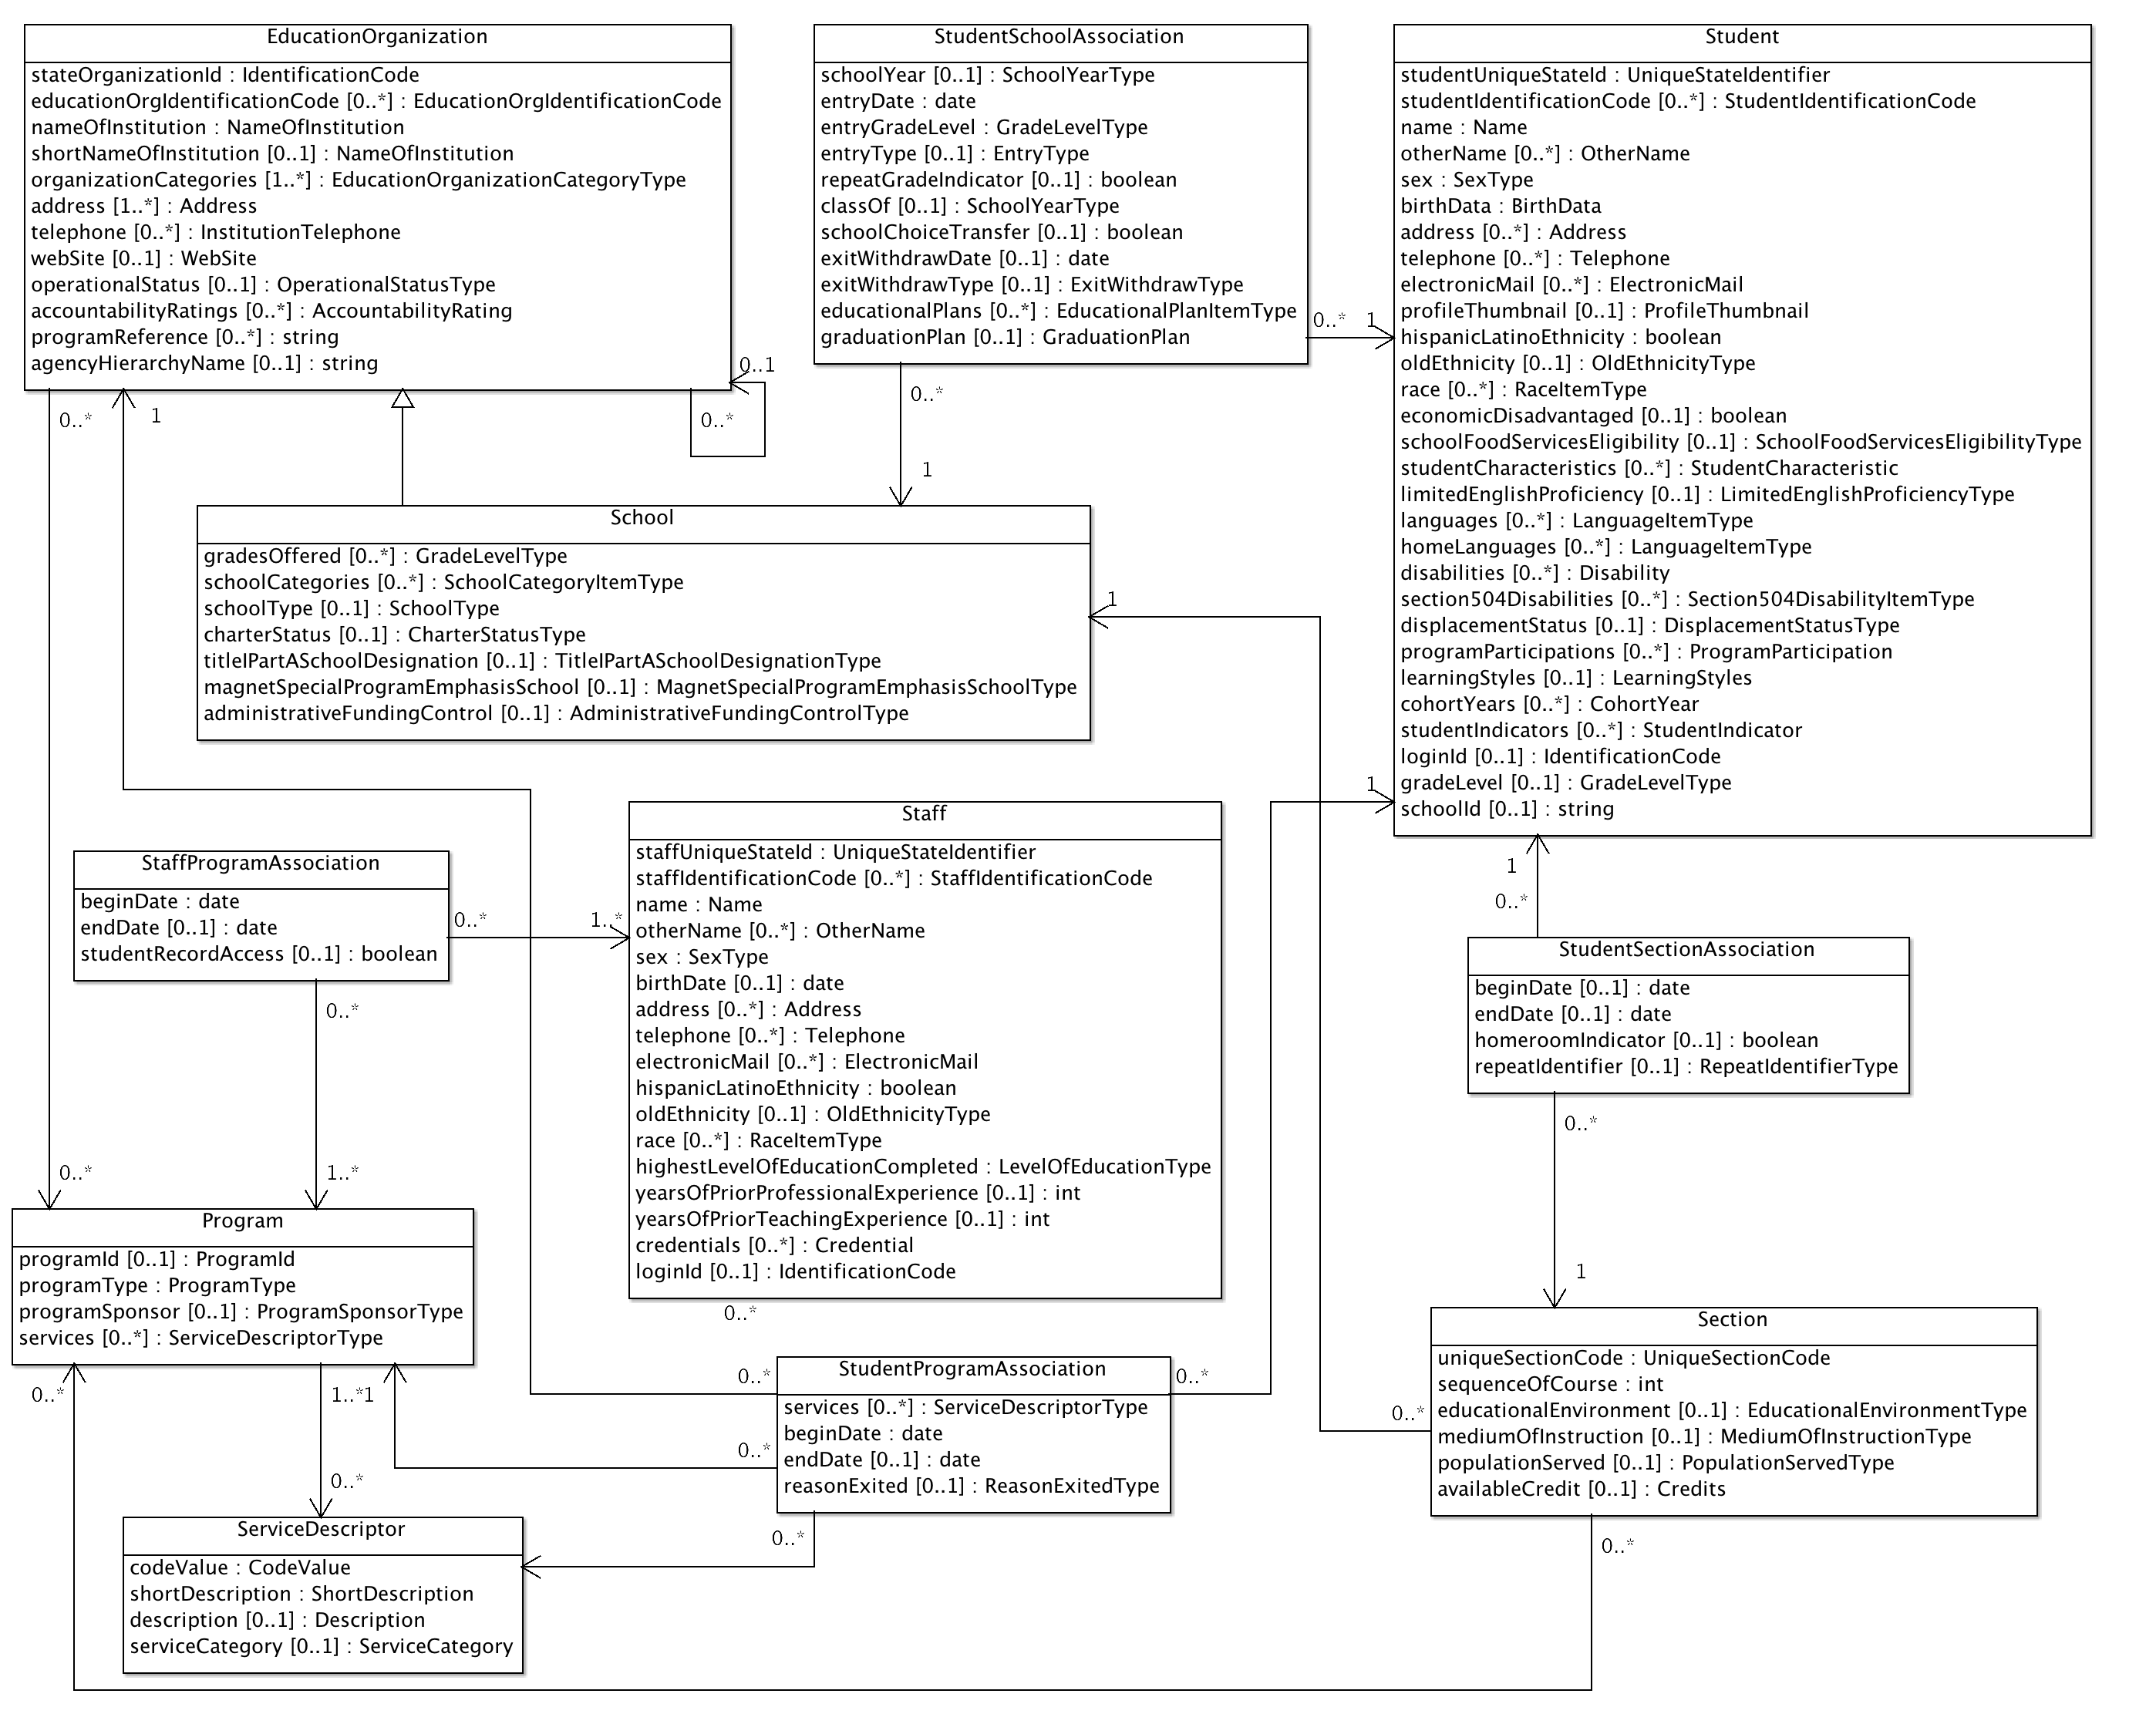 EducationOrganization
stateOrganizationId : IdentificationCode
educationOrgIdentificationCode [0..*] : EducationOrgIdentificationCode
nameOfInstitution : NameOfInstitution
shortNameOfInstitution [0..1] : NameOfInstitution
organizationCategories [1..*] : EducationOrganizationCategoryType
address [1..*] : Address
telephone [0..*] : InstitutionTelephone
webSite [0..1] : WebSite
operationalStatus [0..1] : OperationalStatusType
accountabilityRatings [0..*] : AccountabilityRating
programReference [0..*] : string
agencyHierarchyName [0..1] : string
0..*
1
0..1
0..*
StudentSchoolAssociation
schoolYear [0..1] : SchoolYearType
entryDate : date
entryGradeLevel : GradeLevelType
entryType [0..1] : EntryType
repeatGradeIndicator [0..1] : boolean
classOf [0..1] : SchoolYearType
schoolChoiceTransfer [0..1] : boolean
exitWithdrawDate [0..1] : date
exitWithdrawType [0..1] : ExitWithdrawType
educationalPlans [0..*] : EducationalPlanItemType
graduationPlan [0..1] : GraduationPlan
0..*
1
0..*
1
Student
studentUniqueStateId : UniqueStateIdentifier
studentIdentificationCode [0..*] : StudentIdentificationCode
name : Name
otherName [0..*] : OtherName
sex : SexType
birthData : BirthData
address [0..*] : Address
telephone [0..*] : Telephone
electronicMail [0..*] : ElectronicMail
profileThumbnail [0..1] : ProfileThumbnail
hispanicLatinoEthnicity : boolean
oldEthnicity [0..1] : OldEthnicityType
race [0..*] : RaceItemType
economicDisadvantaged [0..1] : boolean
schoolFoodServicesEligibility [0..1] : SchoolFoodServicesEligibilityType
studentCharacteristics [0..*] : StudentCharacteristic
limitedEnglishProficiency [0..1] : LimitedEnglishProficiencyType
languages [0..*] : LanguageItemType
homeLanguages [0..*] : LanguageItemType
disabilities [0..*] : Disability
section504Disabilities [0..*] : Section504DisabilityItemType
displacementStatus [0..1] : DisplacementStatusType
programParticipations [0..*] : ProgramParticipation
learningStyles [0..1] : LearningStyles
cohortYears [0..*] : CohortYear
studentIndicators [0..*] : StudentIndicator
loginId [0..1] : IdentificationCode
gradeLevel [0..1] : GradeLevelType
schoolId [0..1] : string
School
gradesOffered [0..*] : GradeLevelType
schoolCategories [0..*] : SchoolCategoryItemType
schoolType [0..1] : SchoolType
charterStatus [0..1] : CharterStatusType
titleIPartASchoolDesignation [0..1] : TitleIPartASchoolDesignationType
magnetSpecialProgramEmphasisSchool [0..1] : MagnetSpecialProgramEmphasisSchoolType
administrativeFundingControl [0..1] : AdministrativeFundingControlType
1
1
1
0..*
StaffProgramAssociation
beginDate : date
endDate [0..1] : date
studentRecordAccess [0..1] : boolean
0..*
1..*
0..*
0..*
1..*
Staff
staffUniqueStateId : UniqueStateIdentifier
staffIdentificationCode [0..*] : StaffIdentificationCode
name : Name
otherName [0..*] : OtherName
sex : SexType
birthDate [0..1] : date
address [0..*] : Address
telephone [0..*] : Telephone
electronicMail [0..*] : ElectronicMail
hispanicLatinoEthnicity : boolean
oldEthnicity [0..1] : OldEthnicityType
race [0..*] : RaceItemType
highestLevelOfEducationCompleted : LevelOfEducationType
yearsOfPriorProfessionalExperience [0..1] : int
yearsOfPriorTeachingExperience [0..1] : int
credentials [0..*] : Credential
loginId [0..1] : IdentificationCode
0..*
StudentSectionAssociation
beginDate [0..1] : date
endDate [0..1] : date
homeroomIndicator [0..1] : boolean
repeatIdentifier [0..1] : RepeatIdentifierType
0..*
1
Program
programId [0..1] : ProgramId
programType : ProgramType
programSponsor [0..1] : ProgramSponsorType
services [0..*] : ServiceDescriptorType
0..*
1..*
1
0..*
StudentProgramAssociation
services [0..*] : ServiceDescriptorType
beginDate : date
endDate [0..1] : date
reasonExited [0..1] : ReasonExitedType
0..*
0..*
0..*
0..*
Section
uniqueSectionCode : UniqueSectionCode
sequenceOfCourse : int
educationalEnvironment [0..1] : EducationalEnvironmentType
mediumOfInstruction [0..1] : MediumOfInstructionType
populationServed [0..1] : PopulationServedType
availableCredit [0..1] : Credits
0..*
0..*
ServiceDescriptor
codeValue : CodeValue
shortDescription : ShortDescription
description [0..1] : Description
serviceCategory [0..1] : ServiceCategory